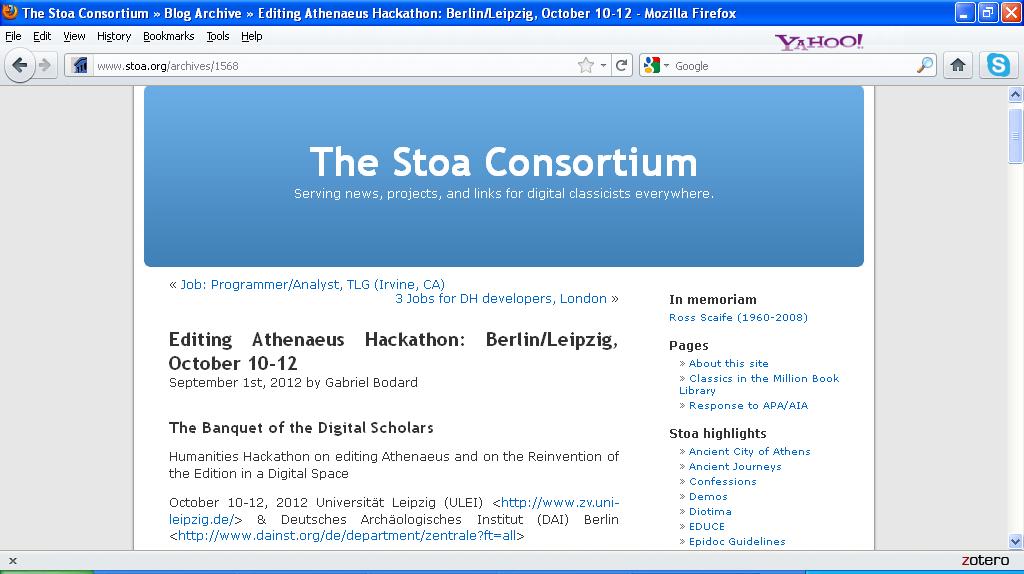 The Stoa Consortium » Blog Archive » Editing Athenaeus Hackathon: Berlin/Leipzig, October 10-12 - Mozilla Firefox
File Edit View History Bookmarks Tools Help
YAHOO!
www.stoa.org/archives/1568
Google
The Stoa Consortium
Serving news, projects, and links for digital classicists everywhere.
« Job: Programmer/Analyst, TLG (Irvine, CA)
3 Jobs for DH developers, London »
Editing Athenaeus Hackathon: Berlin/Leipzig,
October 10-12
September 1st, 2012 by Gabriel Bodard
The Banquet of the Digital Scholars
Humanities Hackathon on editing Athenaeus and on the Reinvention of
the Edition in a Digital Space
October 10-12, 2012 Universität Leipzig (ULEI) <http://www.zv.uni-
leipzig.de/> & Deutsches Archäologisches Institut (DAI) Berlin
<http://www.dainst.org/de/department/zentrale?ft=all>
In memoriam
Ross Scaife (1960-2008)
Pages
» About this site
» Classics in the Million Book
Library
» Response to APA/AIA
Stoa highlights
» Ancient City of Athens
» Ancient Journeys
» Confessions
» Demos
» Diotima
» EDUCE
» Epidoc Guidelines
x
zotero